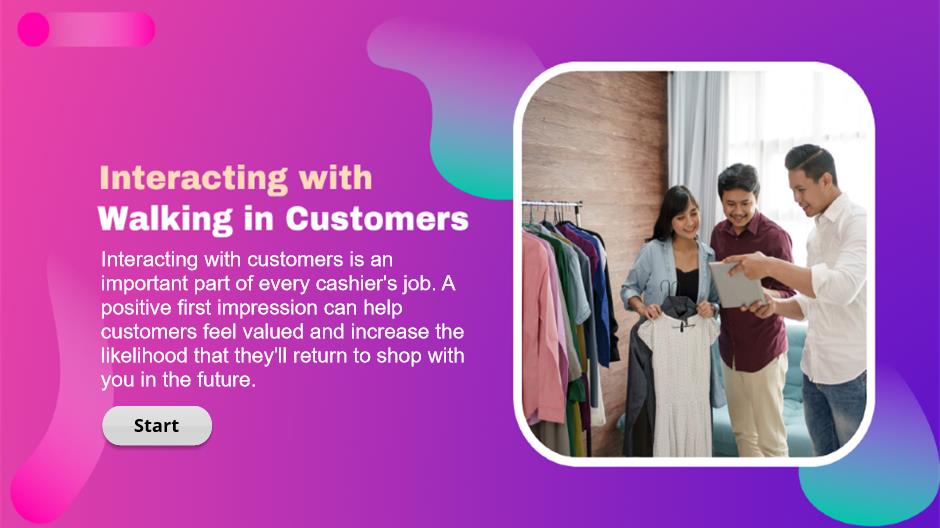 Interacting with
Walking in Customers
Interacting with customers is an
important part of every cashier's job. A
positive first impression can help
customers feel valued and increase the
likelihood that they'll return to shop with
you in the future.
Start